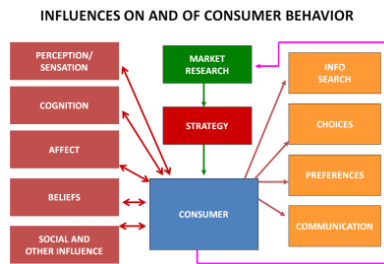 INFLUENCES ON AND OF CONSUMER BEHAVIOR
PERCEPTION/
SENSATION
COGNITION
AFFECT
BELIEFS
SOCIAL AND
OTHER INFLUENCE
MARKET
RESEARCH
STRATEGY
CONSUMER
INFO
SEARCH
CHOICES
PREFERENCES
COMMUNICATION